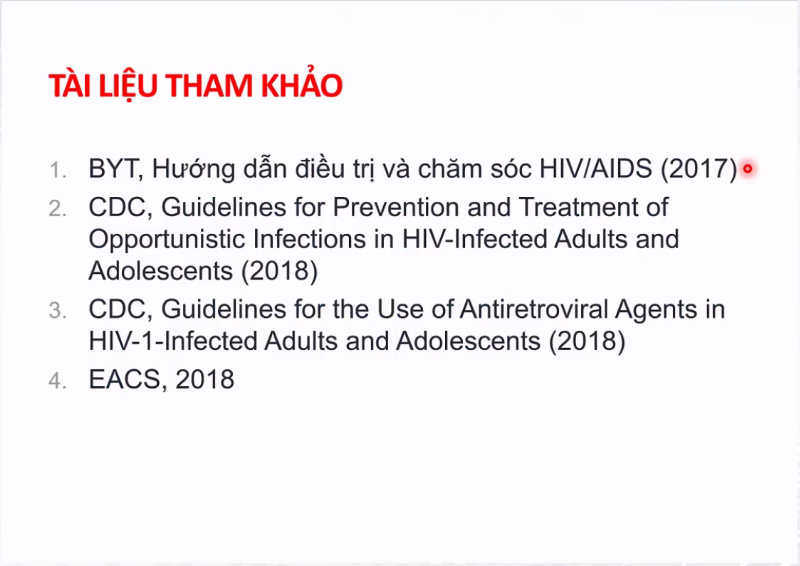 TÀI LIỆU THAM KHẢO
1. BYT, Hướng dẫn điều trị và chăm sóc HIV/AIDS (2017)
2. CDC, Guidelines for Prevention and Treatment of
Opportunistic Infections in HIV-Infected Adults and
Adolescents (2018)
3. CDC, Guidelines for the Use of Antiretroviral Agents in
HIV-1-Infected Adults and Adolescents (2018)
4. EACS, 2018